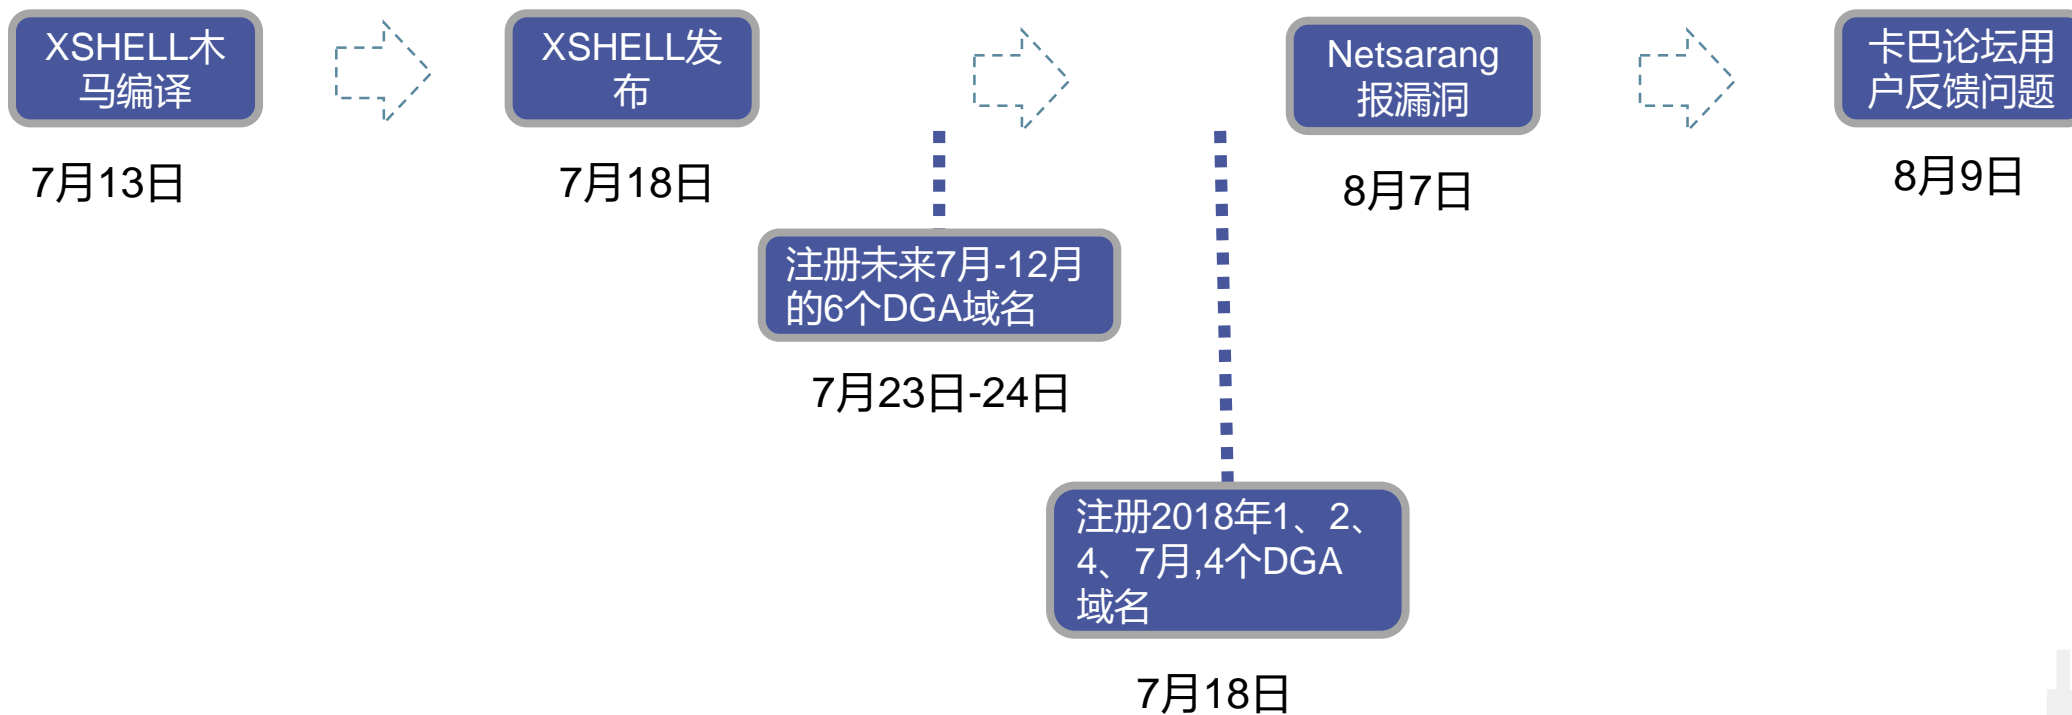 XSHELL木
马编译
7月13日
XSHELL发
布
7月18日
注册未来7月-12月
的6个DGA域名
7月23日-24日
注册2018年1、2、
4、7月,4个DGA
域名
7月18日
Netsarang
报漏洞
8月7日
卡巴论坛用
户反馈问题
8月9日